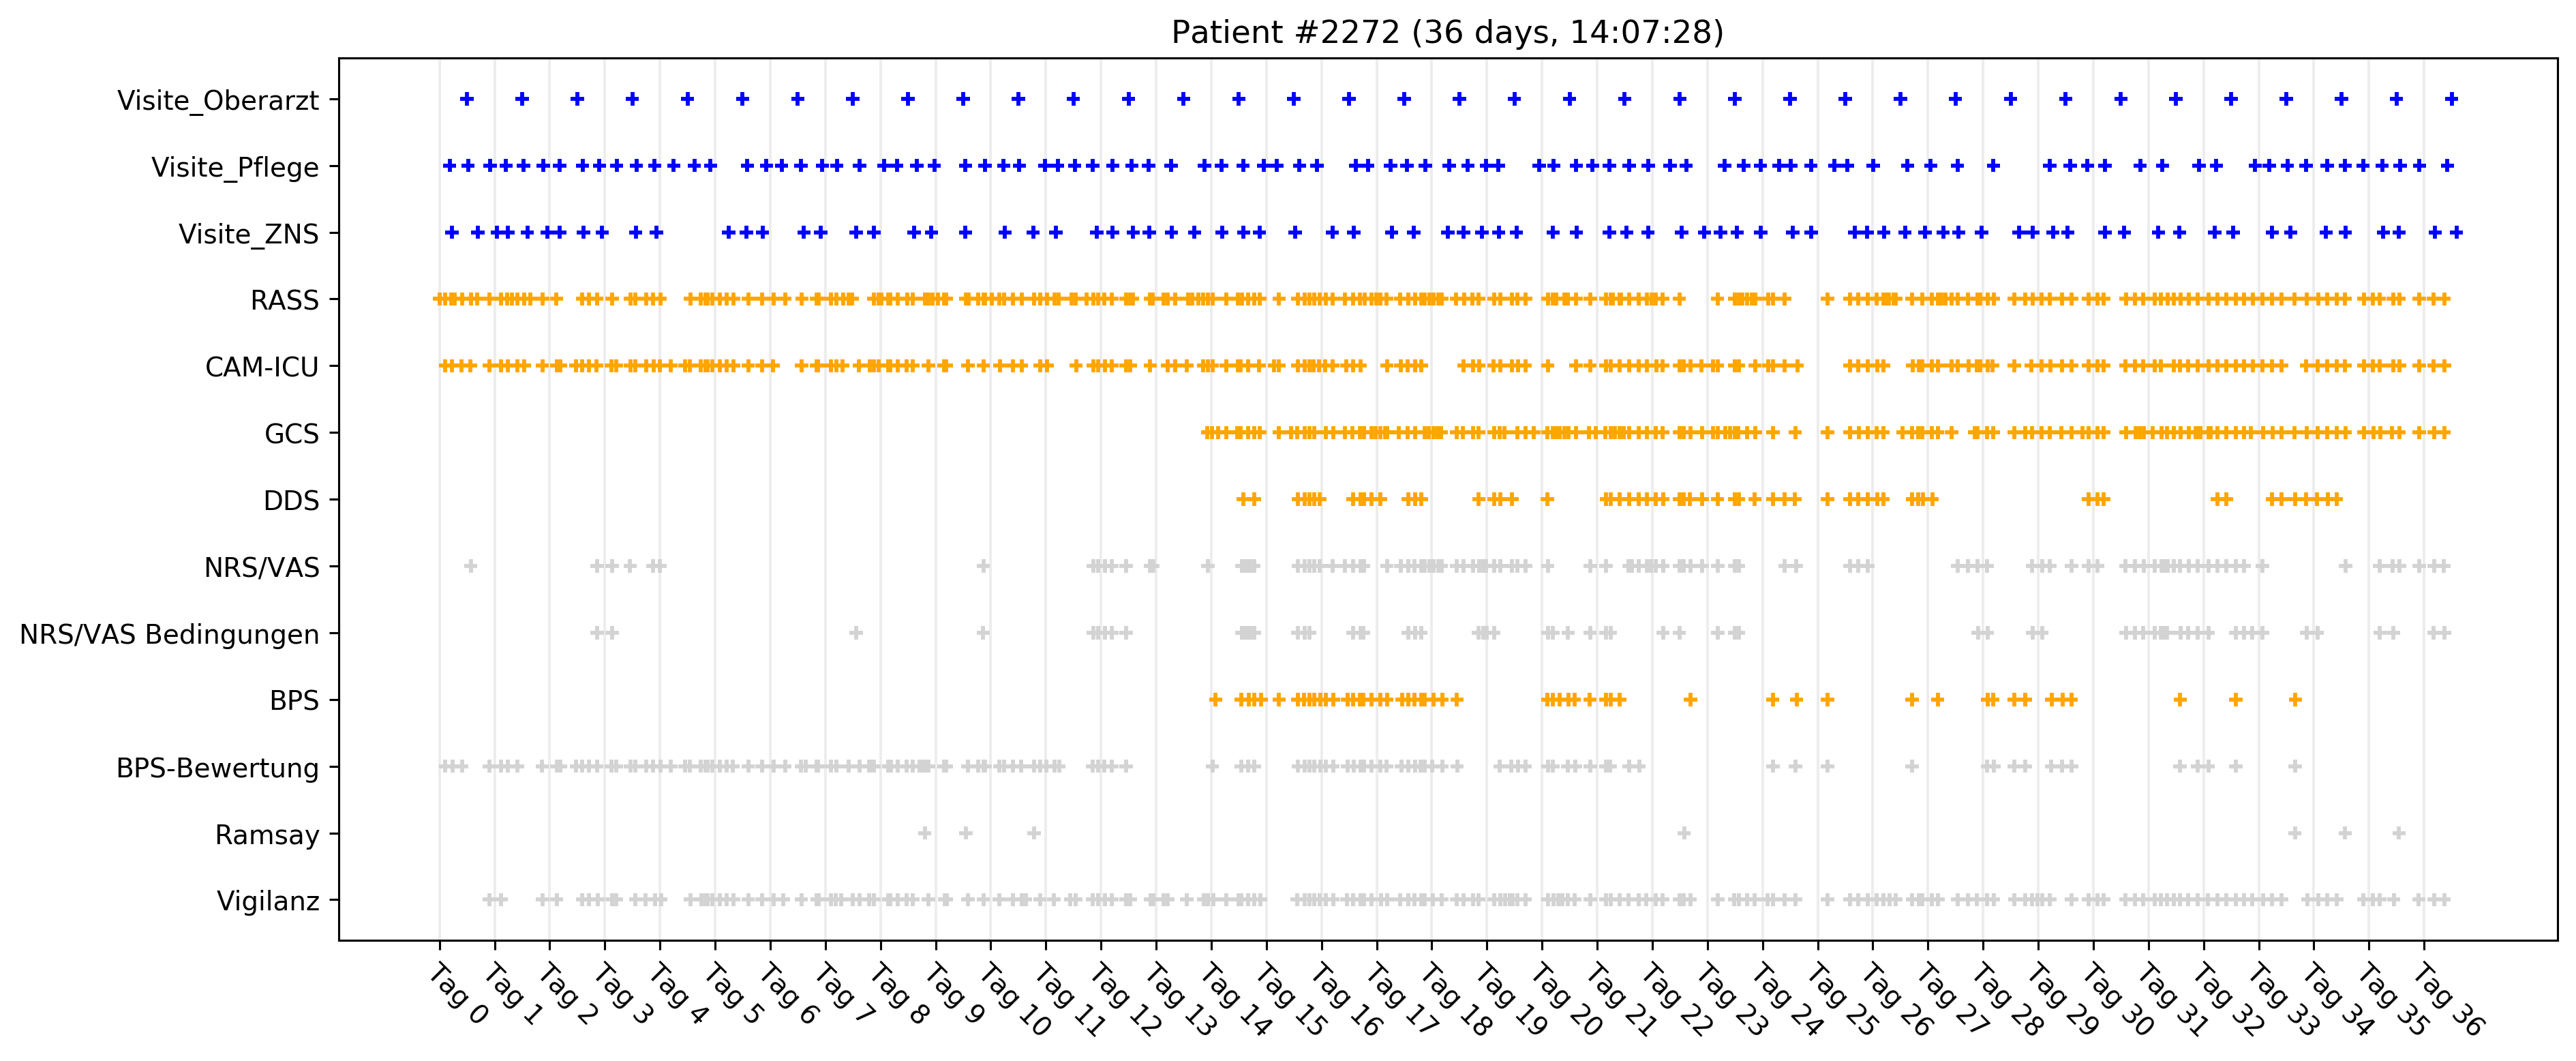 Patient #2272 (36 days, 14:07:28)
Visite_Oberarzt
Visite_Pflege
Visite_ZNS
RASS
CAM-ICU
GCS
DDS
NRS/VAS
NRS/VAS Bedingungen
BPS
BPS-Bewertung
Ramsay
Vigilanz
Tag 0
Tag 1
Tag 2
Tag 3
Tag 4
Tag 5
Tag 6
Tag 7
Tag 8
Tag 9
Tag 10
Tag 11
Tag 12
Tag 13
Tag 14
Tag 15
Tag 16
Tag 17
Tag 18
Tag 19
Tag 20
Tag 21
Tag 22
Tag 23
Tag 24
Tag 25
Tag 26
Tag 27
Tag 28
Tag 29
Tag 30
Tag 31
Tag 32
Tag 33
Tag 34
Tag 35
Tag 36